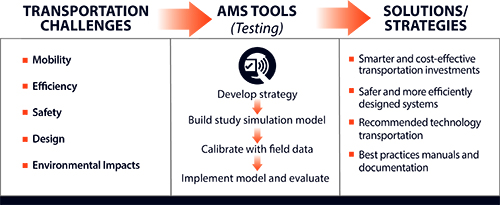 TRANSPORTATION
CHALLENGES
Mobility
Efficiency
Safety
Design
Environmental Impacts
AMS TOOLS
(Testing)
Develop strategy
Build study simulation model
Calibrate with field data
Implement model and evaluate
SOLUTIONS/
STRATEGIES
Smarter and cost-effective
transportation investments
Safer and more efficiently
designed systems
Recommended technology
transportation
Best practices manuals and
documentation